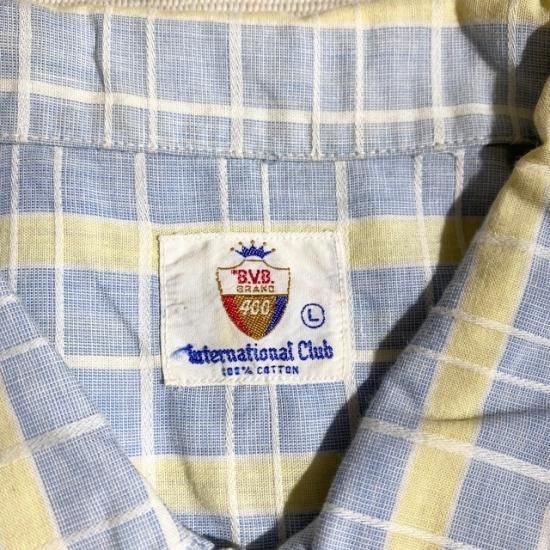 "B.V.D.
BRAND
400
L
International Club
100% COTTON